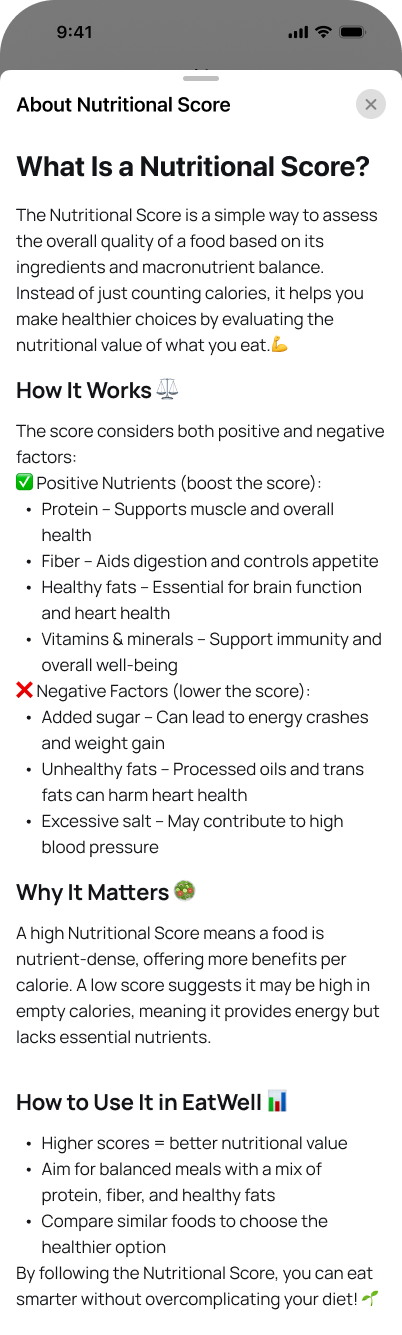 9:41
About Nutritional Score
What Is a Nutritional Score?
The Nutritional Score is a simple way to assess
the overall quality of a food based on its
ingredients and macronutrient balance.
Instead of just counting calories, it helps you
make healthier choices by evaluating the
nutritional value of what you eat.💪
How It Works ⚖️
The score considers both positive and negative
factors:
✅ Positive Nutrients (boost the score):
• Protein – Supports muscle and overall
health
• Fiber – Aids digestion and controls appetite
• Healthy fats – Essential for brain function
and heart health
• Vitamins & minerals – Support immunity and
overall well-being
❌ Negative Factors (lower the score):
• Added sugar – Can lead to energy crashes
and weight gain
• Unhealthy fats – Processed oils and trans
fats can harm heart health
• Excessive salt – May contribute to high
blood pressure
Why It Matters 🥗
A high Nutritional Score means a food is
nutrient-dense, offering more benefits per
calorie. A low score suggests it may be high in
empty calories, meaning it provides energy but
lacks essential nutrients.
How to Use It in EatWell 📊
• Higher scores = better nutritional value
• Aim for balanced meals with a mix of
protein, fiber, and healthy fats
• Compare similar foods to choose the
healthier option
By following the Nutritional Score, you can eat
smarter without overcomplicating your diet! 🌱